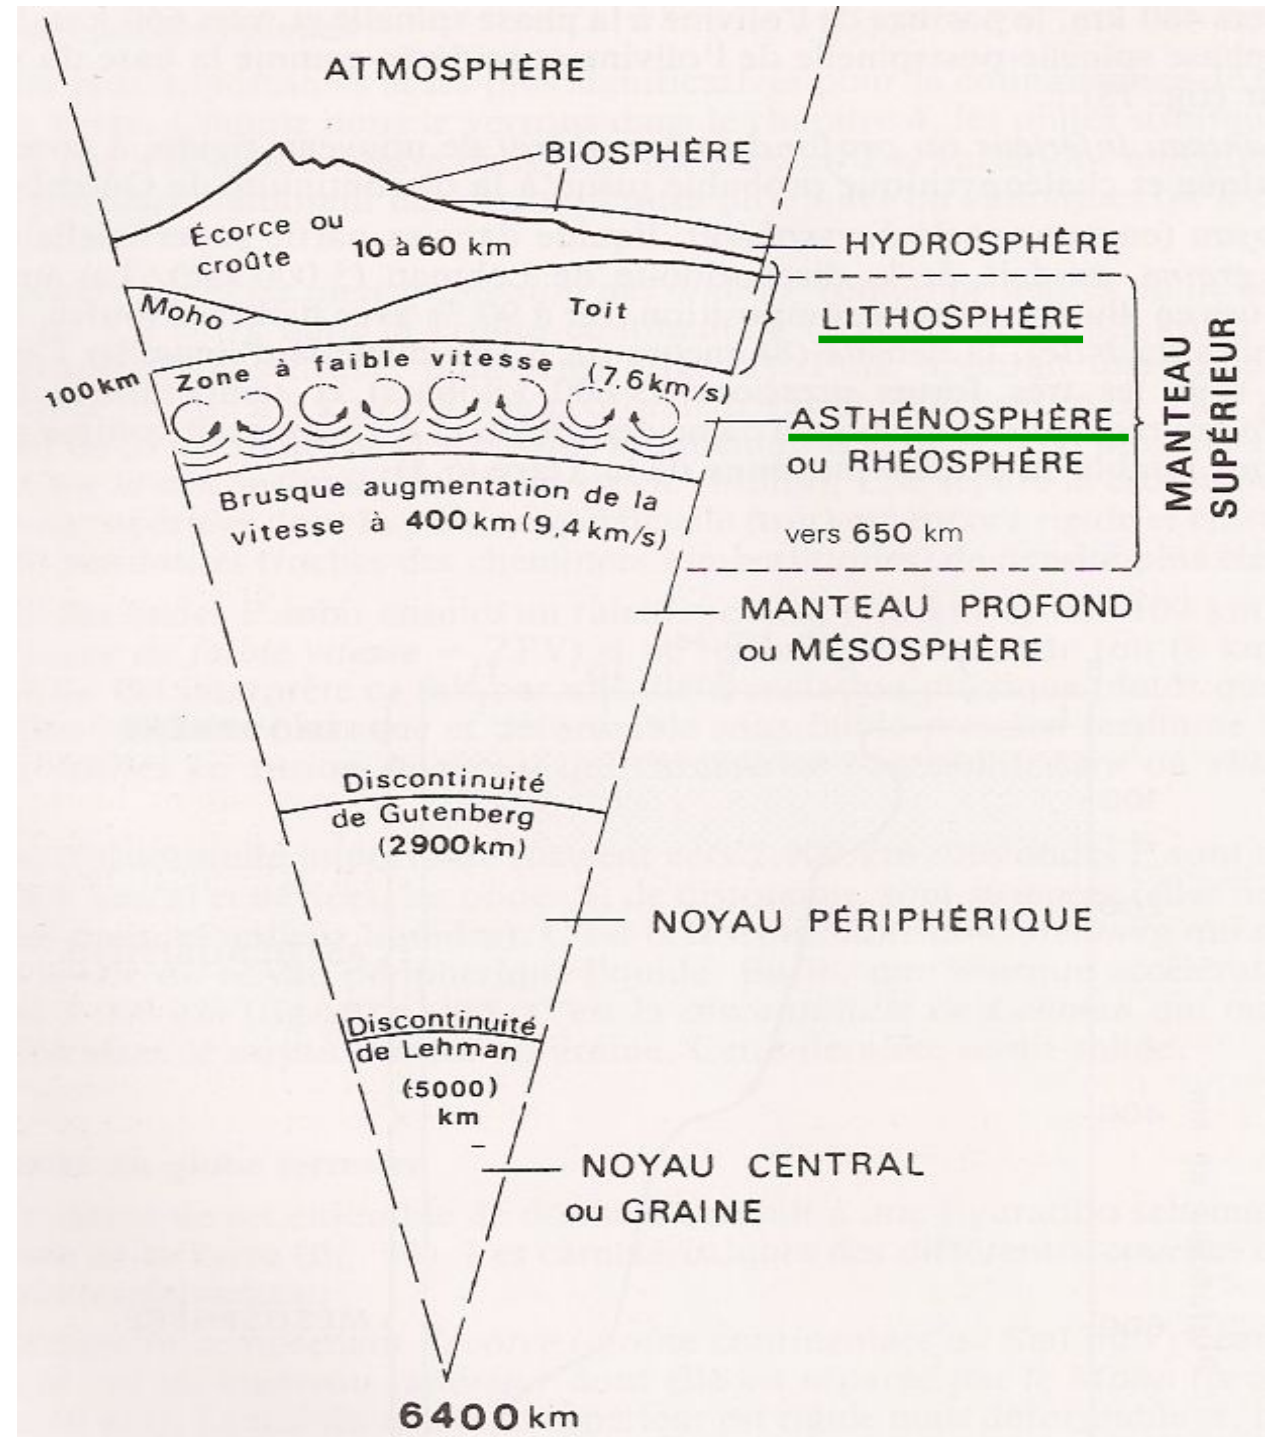 ATMOSPHÈRE
BIOSPHÈRE
Écorce ou
croûte
10 à 60 km
HYDROSPHÈRE
Moho
Toit
LITHOSPHÈRE
100km
Zone à faible vitesse (7,6km/s)
ASTHÉNOSPHÈRE
ou RHÉOSPHÈRE
MANTEAU
SUPÉRIEUR
Brusque augmentation de la
vitesse à 400km(9,4km/s)
vers 650 km
MANTEAU PROFOND
ou MÉSOSPHÈRE
Discontinuité
de Gutenberg
(2900km)
NOYAU PÉRIPHÉRIQUE
Discontinuité
de Lehman
(5000)
km
NOYAU CENTRAL
ou GRAINE
6400km